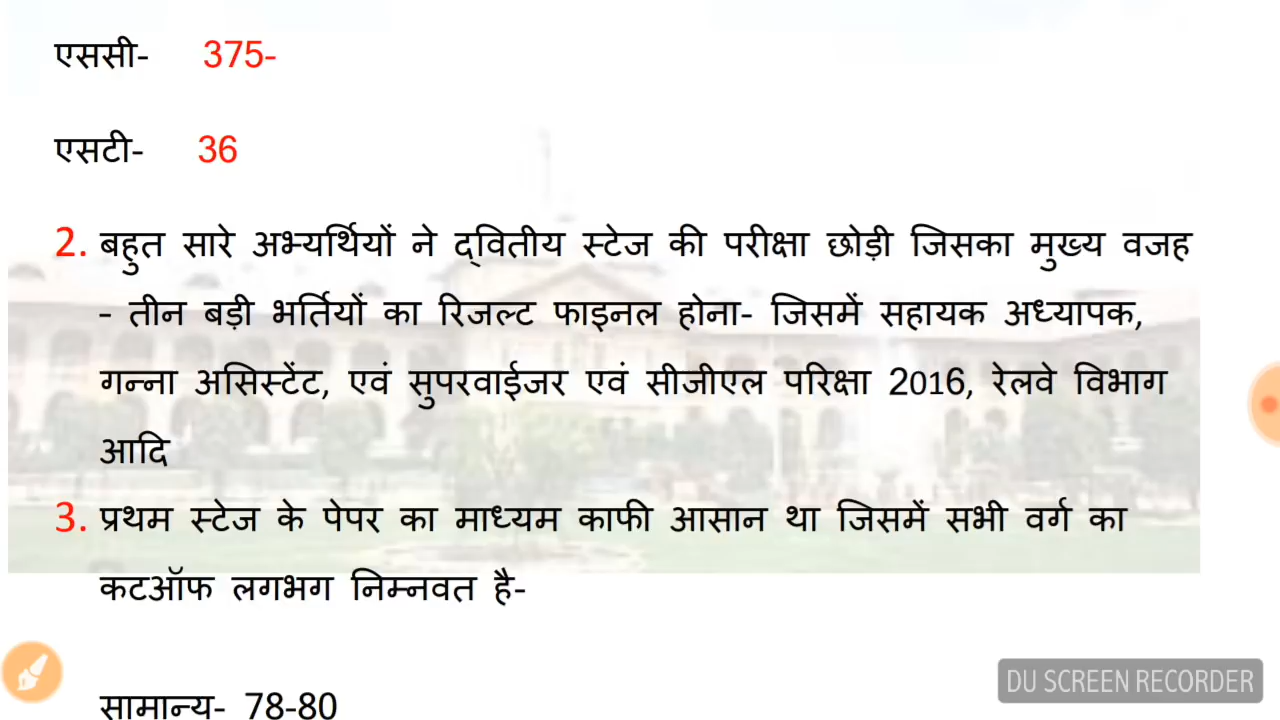 एससी- 375-
एसटी- 36
2. बहुत सारे अभ्यर्थियों ने द्वितीय स्टेज की परीक्षा छोड़ी जिसका मुख्य वजह
- तीन बड़ी भर्तियों का रिजल्ट फाइनल होना- जिसमें सहायक अध्यापक,
गन्ना असिस्टेंट, एवं सुपरवाईजर एवं सीजीएल परिक्षा 2016, रेलवे विभाग
आदि
3. प्रथम स्टेज के पेपर का माध्यम काफी आसान था जिसमें सभी वर्ग का
कटऑफ लगभग निम्नवत है-
सामान्य- 78-80
DU SCREEN RECORDER